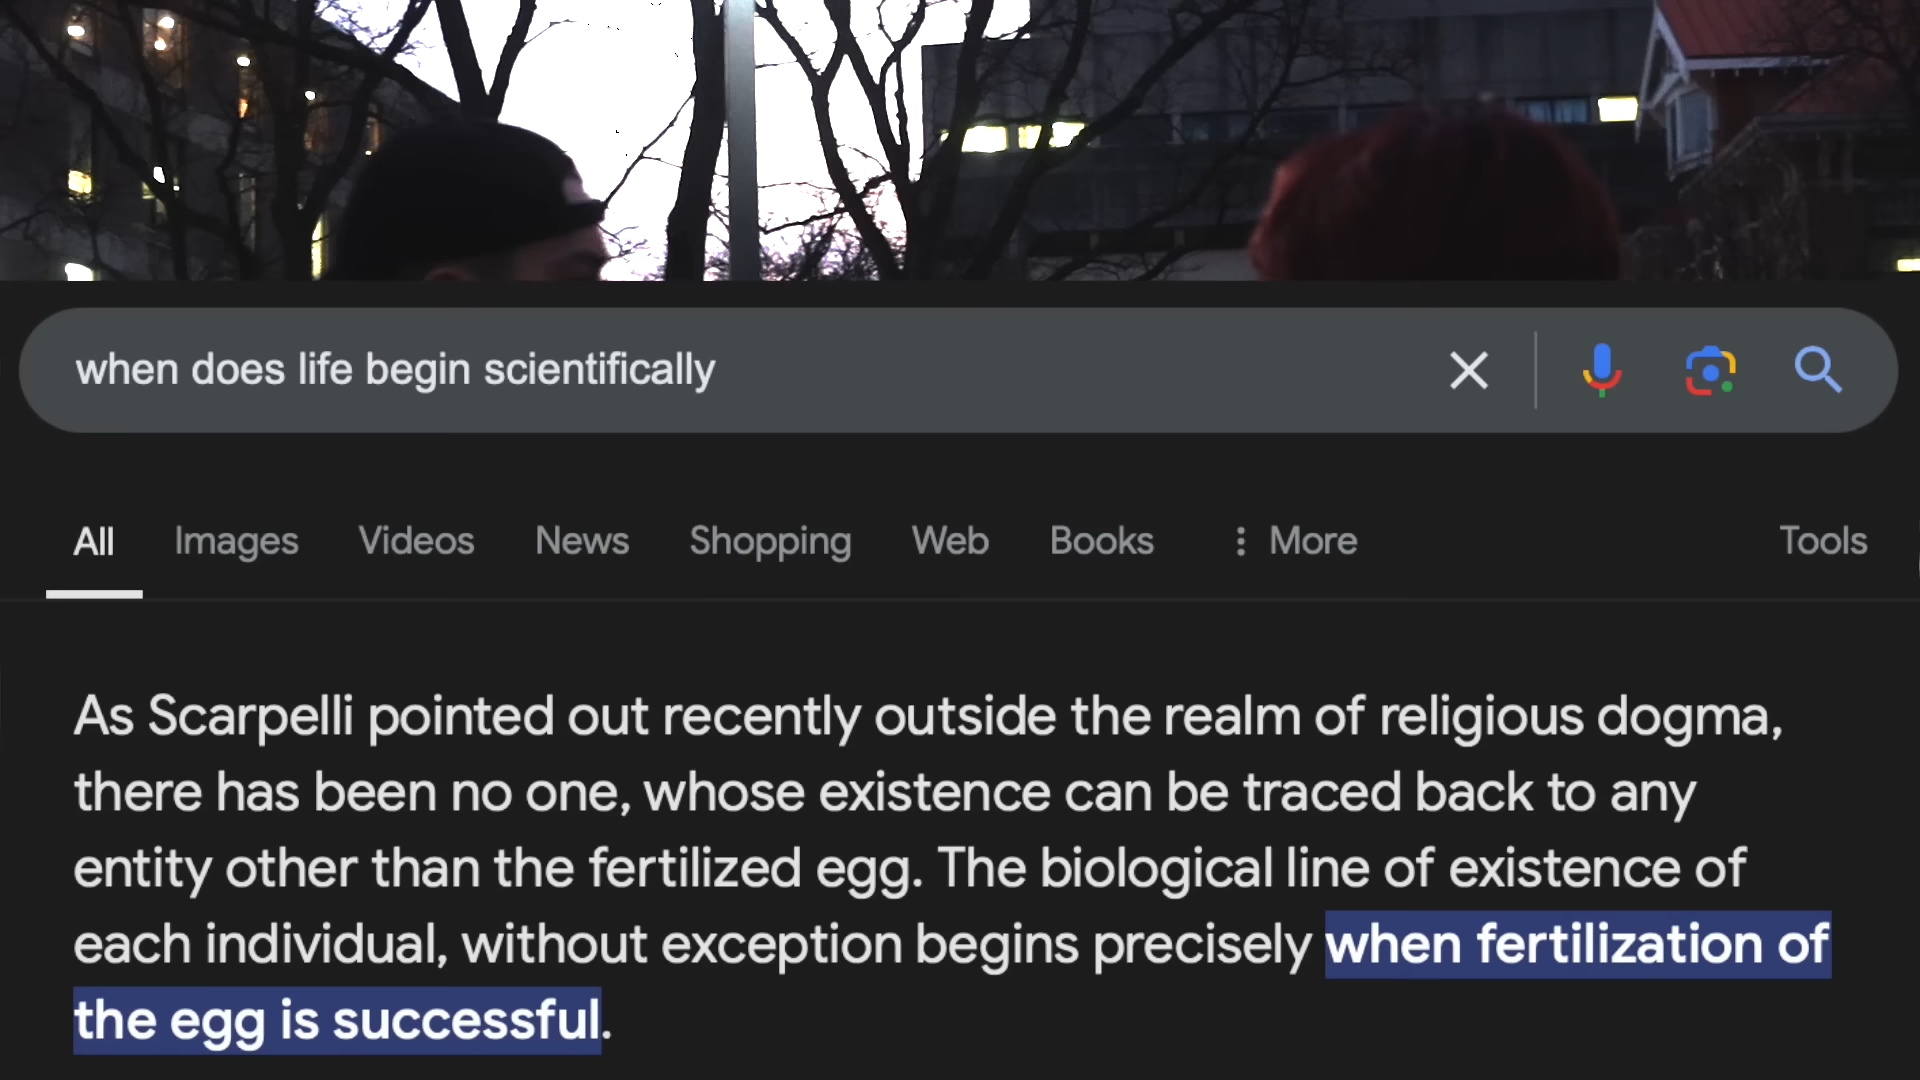 when does life begin scientifically
All Images Videos News Shopping Web Books More Tools
As Scarpelli pointed out recently outside the realm of religious dogma,
there has been no one, whose existence can be traced back to any
entity other than the fertilized egg. The biological line of existence of
each individual, without exception begins precisely when fertilization of
the egg is successful.